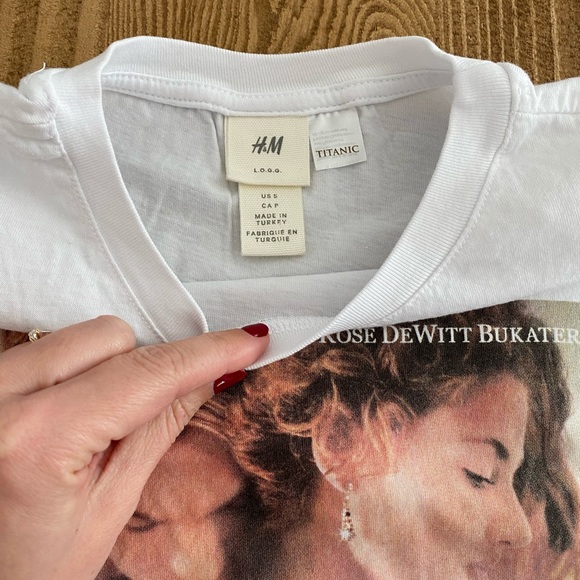 H&M
L.O.G.G.
US S
CA P
MADE IN
TURKEY
FABRIQUÉ EN
TURQUIE
TITANIC
ROSE DEWITT BUKATER